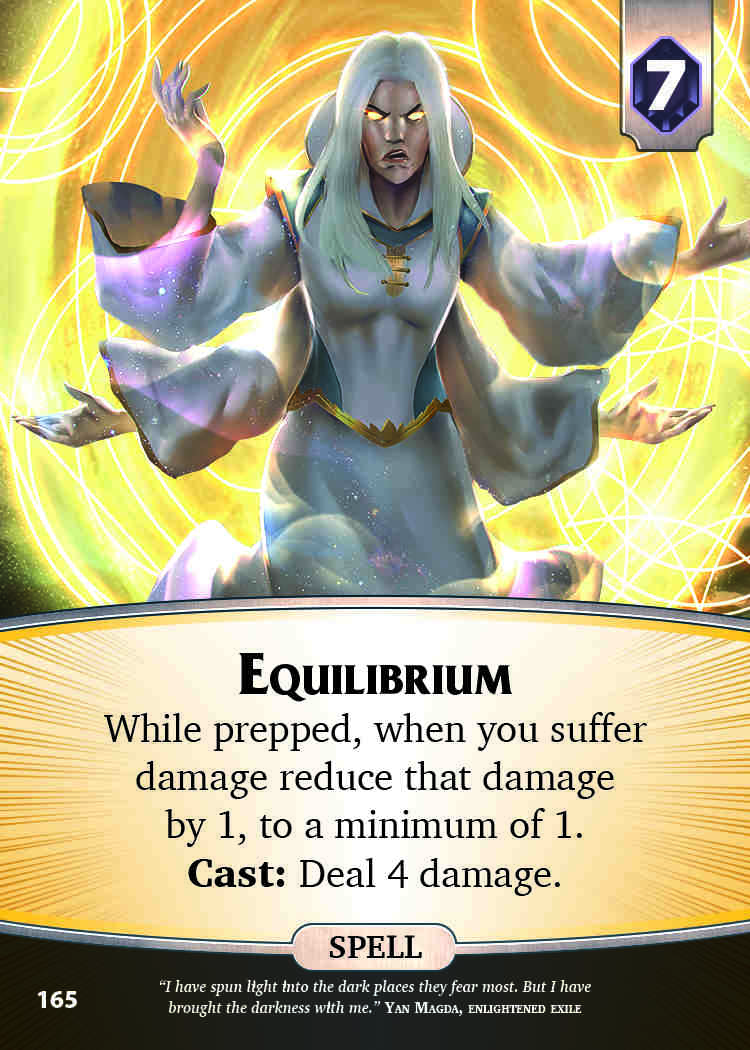 7
Equilibrium
While prepped, when you suffer
damage reduce that damage
by 1, to a minimum of 1.
Cast: Deal 4 damage.
SPELL
165
“I have spun light into the dark places they fear most. But I have
brought the darkness with me.” Yan Magda, enlightened exile